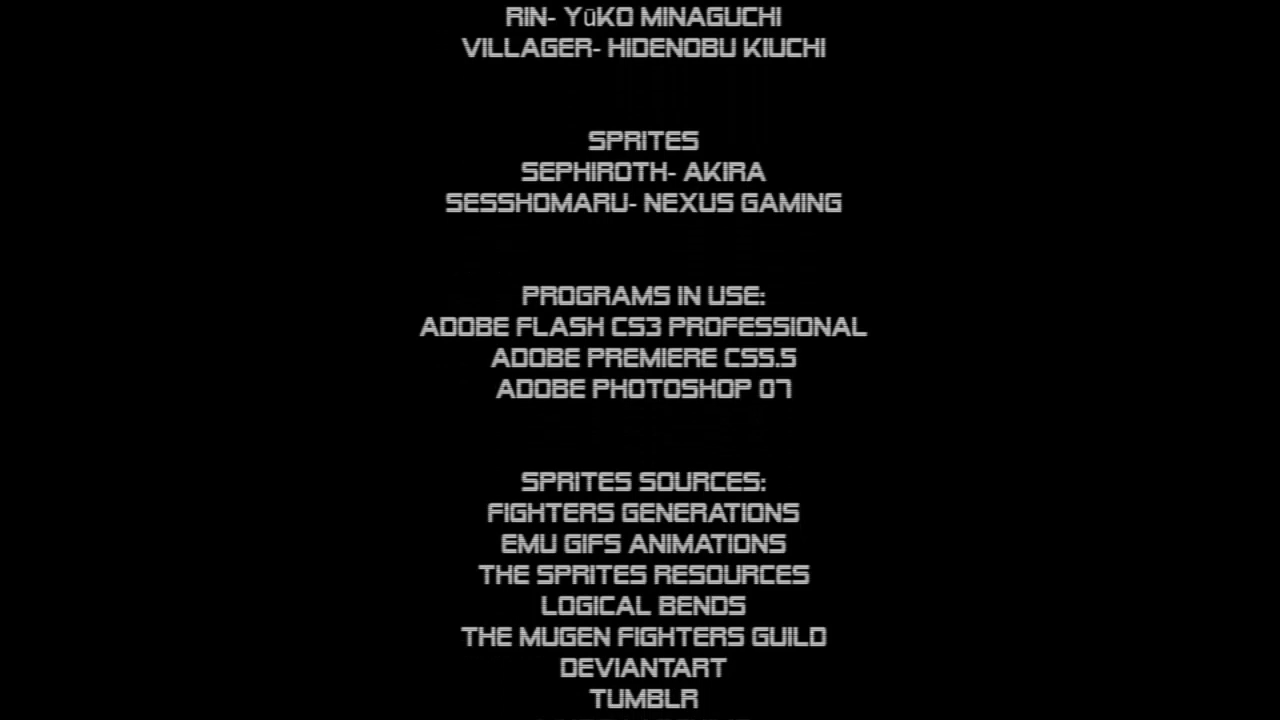 RIN- YūKO MINAGUCHI
VILLAGER- HIDENOBU KIUCHI
SPRITES
SEPHIROTH- AKIRA
SESSHOMARU- NEXUS GAMING
PROGRAMS IN USE:
ADOBE FLASH CS3 PROFESSIONAL
ADOBE PREMIERE CS5.5
ADOBE PHOTOSHOP 07
SPRITES SOURCES:
FIGHTERS GENERATIONS
EMU GIFS ANIMATIONS
THE SPRITES RESOURCES
LOGICAL BENDS
THE MUGEN FIGHTERS GUILD
DEVIANTART
TUMBLR